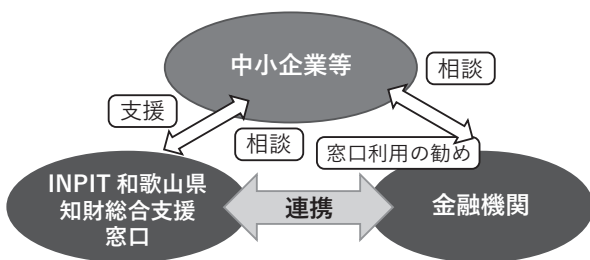 中小企業等
相談
支援
相談
窓口利用の勧め
INPIT 和歌山県
知財総合支援
窓口
連携
金融機関